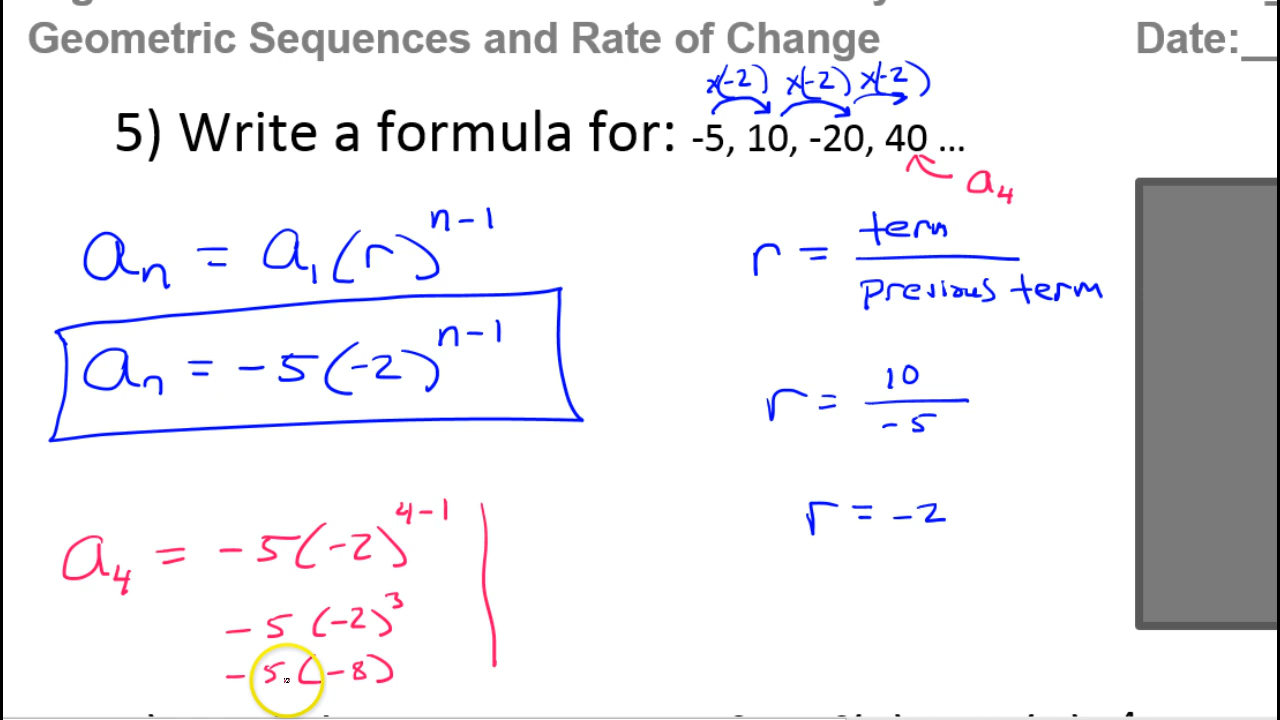 Geometric Sequences and Rate of Change Date:__
x(-2) x(-2) x(-2)
5) Write a formula for: -5, 10, -20, 40 ...
a₄
aₙ = a₁(r)ⁿ⁻¹
r = term / previous term
aₙ = -5(-2)ⁿ⁻¹
r = 10 / -5
r = -2
a₄ = -5(-2)⁴⁻¹
-5(-2)³
-5(-8)